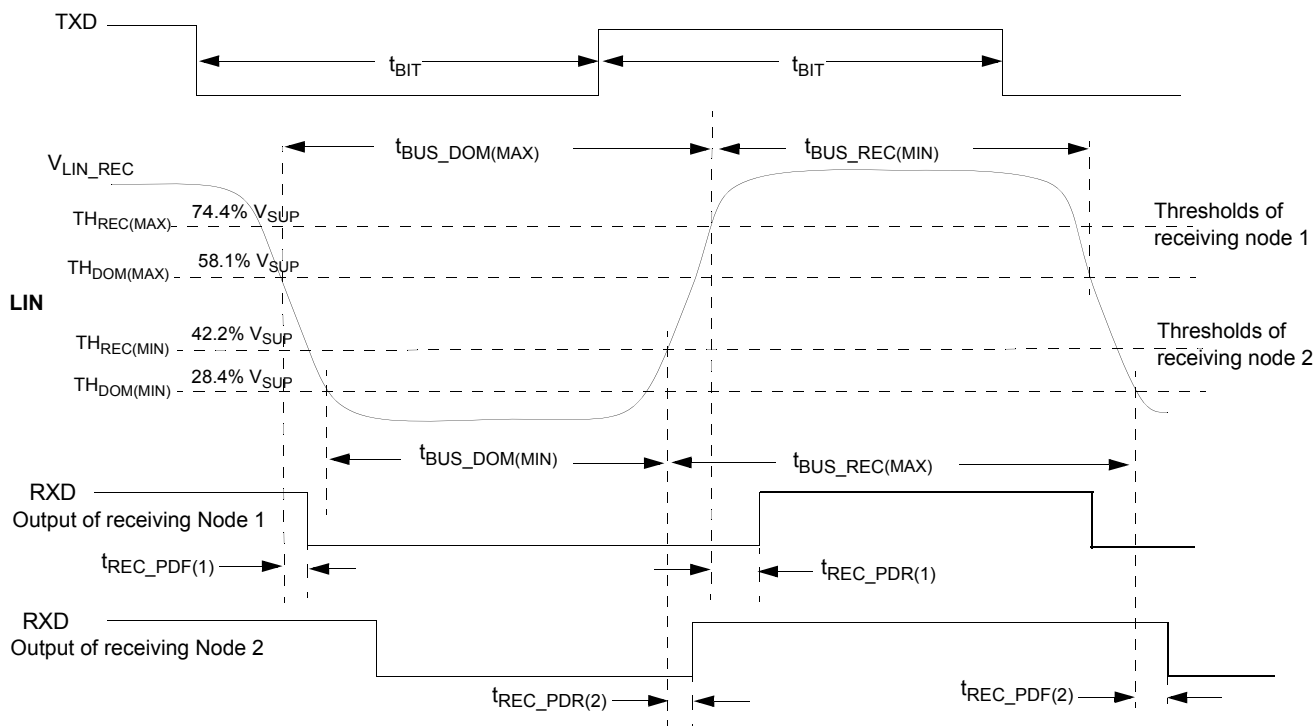 TXD
tBIT
tBIT
tBUS_DOM(MAX)
tBUS_REC(MIN)
VLIN_REC
THREC(MAX)
74.4% VSUP
Thresholds of
receiving node 1
THDOM(MAX)
58.1% VSUP
LIN
THREC(MIN)
42.2% VSUP
Thresholds of
receiving node 2
THDOM(MIN)
28.4% VSUP
tBUS_DOM(MIN)
tBUS_REC(MAX)
RXD
Output of receiving Node 1
tREC_PDF(1)
tREC_PDR(1)
RXD
Output of receiving Node 2
tREC_PDR(2)
tREC_PDF(2)